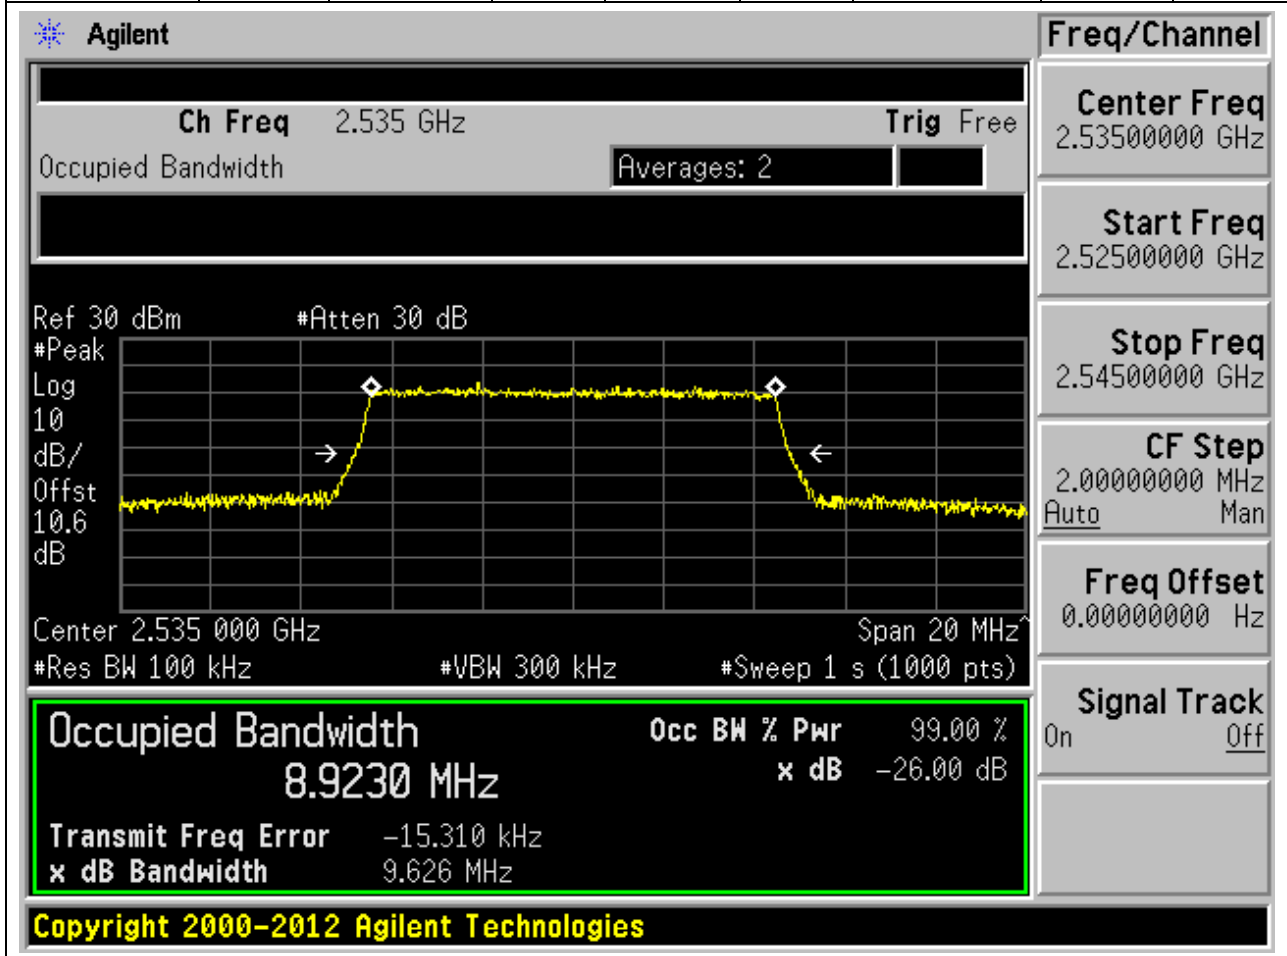 Agilent
Freq/Channel
Ch Freq 2.535 GHz Trig Free
Occupied Bandwidth Averages: 2
Center Freq
2.53500000 GHz
Start Freq
2.52500000 GHz
Stop Freq
2.54500000 GHz
CF Step
2.00000000 MHz
Auto Man
Freq Offset
0.00000000 Hz
Signal Track
On Off
Ref 30 dBm #Atten 30 dB
#Peak
Log
10
dB/
Offst
10.6
dB
Center 2.535 000 GHz Span 20 MHz^
#Res BW 100 kHz #VBW 300 kHz #Sweep 1 s (1000 pts)
Occupied Bandwidth Occ BW % Pwr 99.00 %
8.9230 MHz x dB -26.00 dB
Transmit Freq Error -15.310 kHz
x dB Bandwidth 9.626 MHz
Copyright 2000-2012 Agilent Technologies